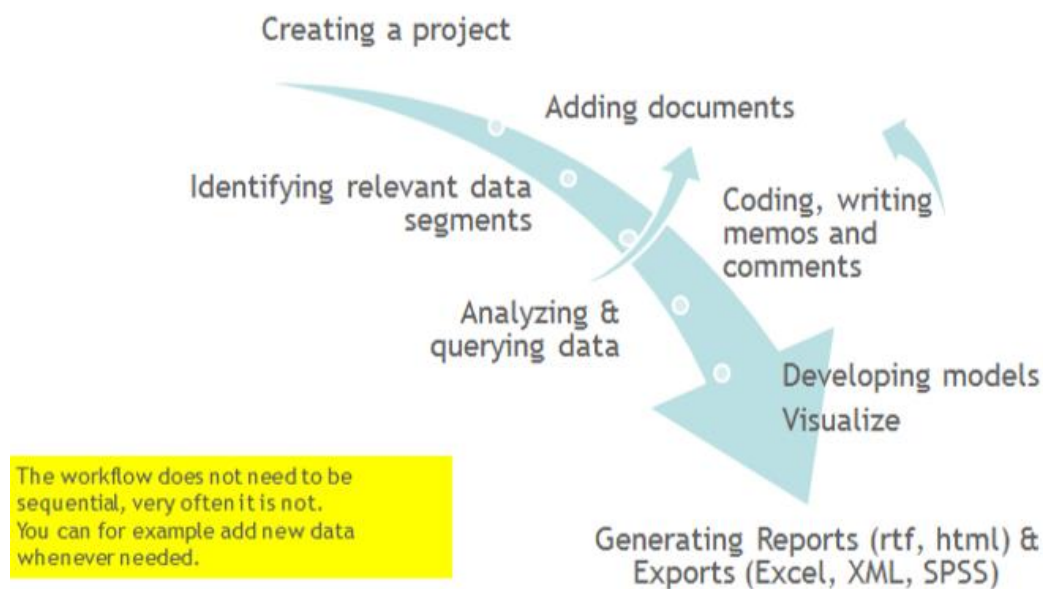 Creating a project
Adding documents
Identifying relevant data
segments
Coding, writing
memos and
comments
Analyzing &
querying data
Developing models
Visualize
The workflow does not need to be
sequential, very often it is not.
You can for example add new data
whenever needed.
Generating Reports (rtf, html) &
Exports (Excel, XML, SPSS)